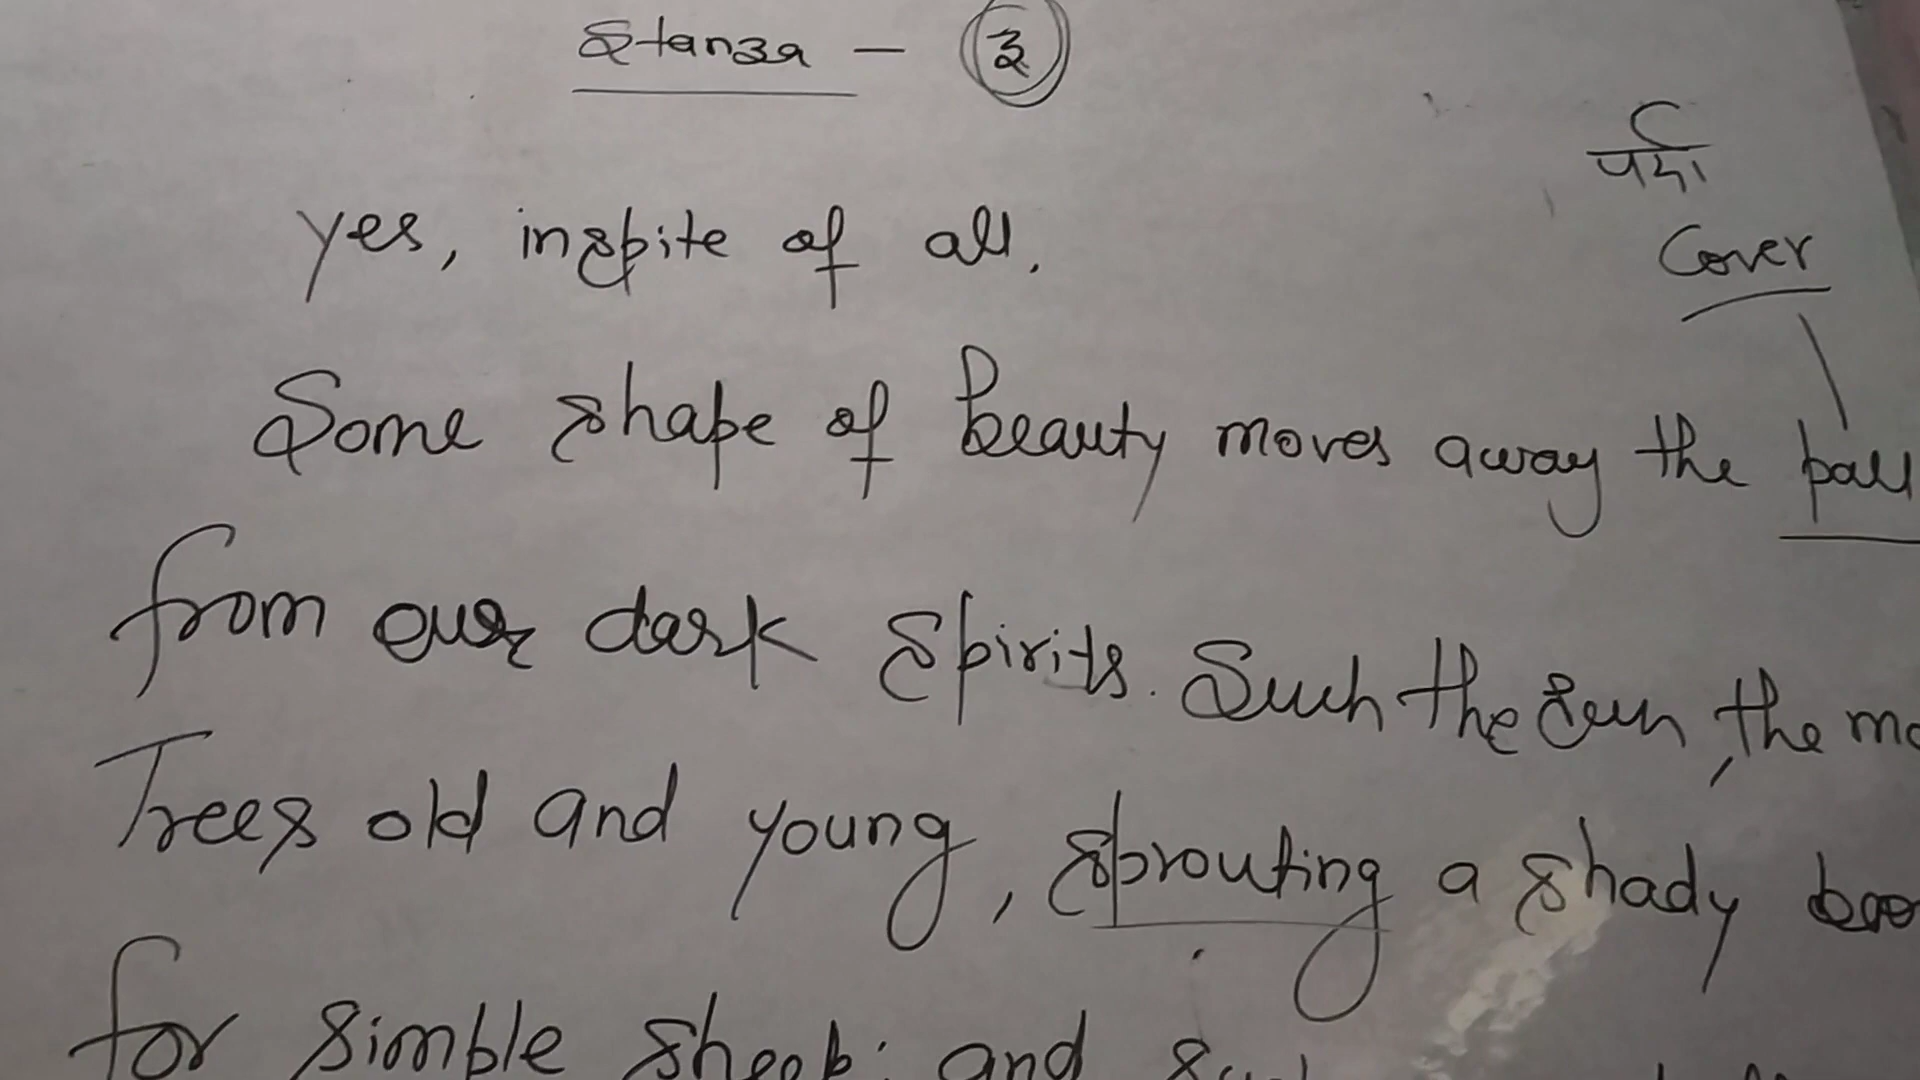 Stanza - 3
पर्दा
Cover
yes, inspite of all.
Some shape of Beauty moves away the pall
from our dark spirits. Such the sun, the
Trees old and young, sprouting a shady
for simple sheep; and